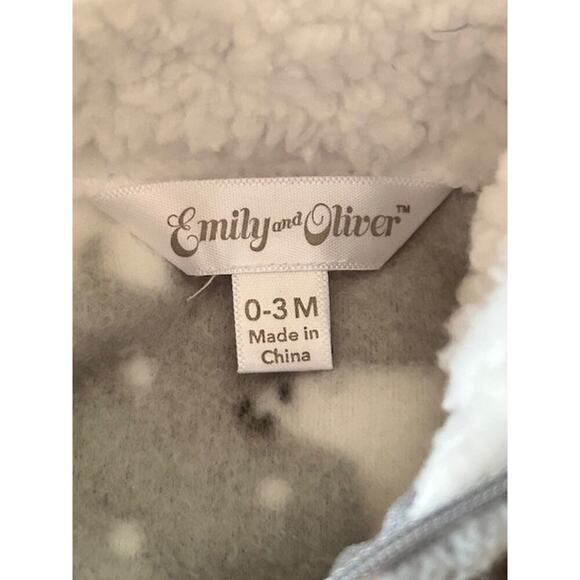 Emily and Oliver™
0-3 M
Made in
China